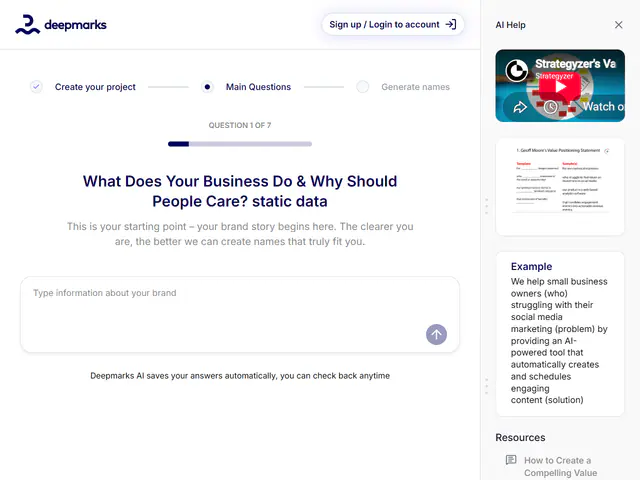 deepmarks
Sign up / Login to account
AI Help
Create your project
Main Questions
Generate names
QUESTION 1 OF 7
What Does Your Business Do & Why Should
People Care? static data
This is your starting point – your brand story begins here. The clearer you
are, the better we can create names that truly fit you.
Type information about your brand
Deepmarks AI saves your answers automatically, you can check back anytime
Strategyzer's Va
Strategyzer
Watch on
1. Geoff Moore's Value Positioning Statement
Example
We help small business
owners (who)
struggling with their
social media
marketing (problem) by
providing an AI-
powered tool that
automatically creates
and schedules
engaging
content (solution)
Resources
How to Create a
Compelling Value